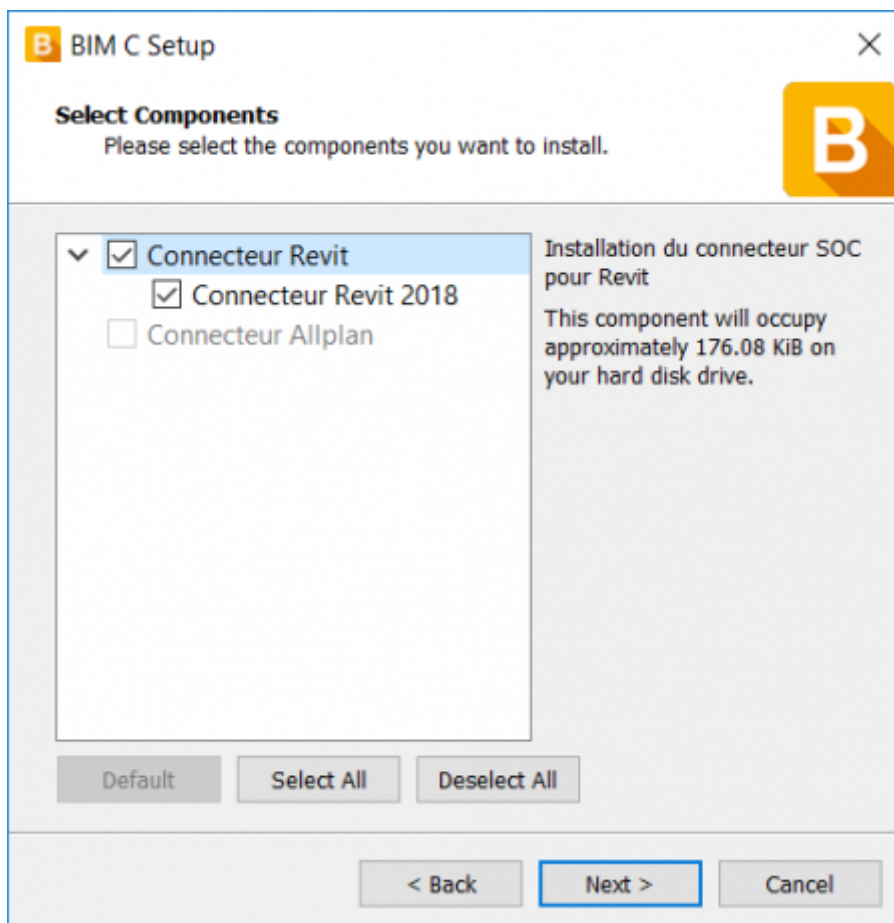 B BIM C Setup
Select Components
Please select the components you want to install.
B
Connecteur Revit
Connecteur Revit 2018
Connecteur Allplan
Installation du connecteur SOC
pour Revit
This component will occupy
approximately 176.08 KiB on
your hard disk drive.
Default Select All Deselect All
< Back Next > Cancel